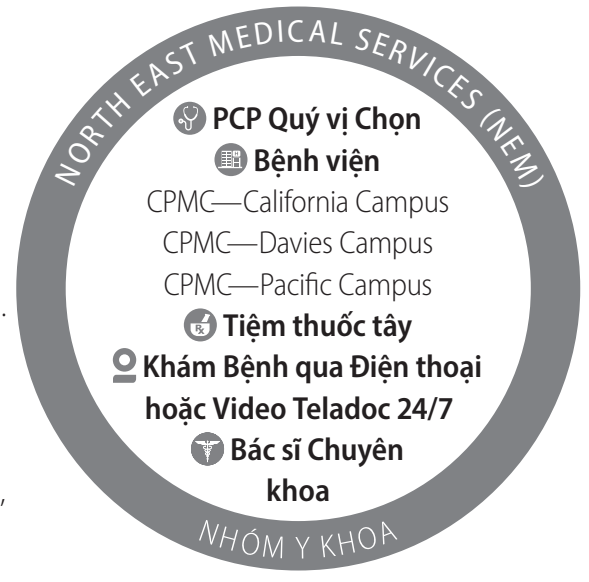 NORTH EAST MEDICAL SERVICES (NEM)
PCP Quý vị Chọn
Bệnh viện
CPMC—California Campus
CPMC—Davies Campus
CPMC—Pacific Campus
.
Rx Tiệm thuốc tây
Khám Bệnh qua Điện thoại
hoặc Video Teladoc 24/7
Bác sĩ Chuyên
khoa
,
NHÓM Y KHOA